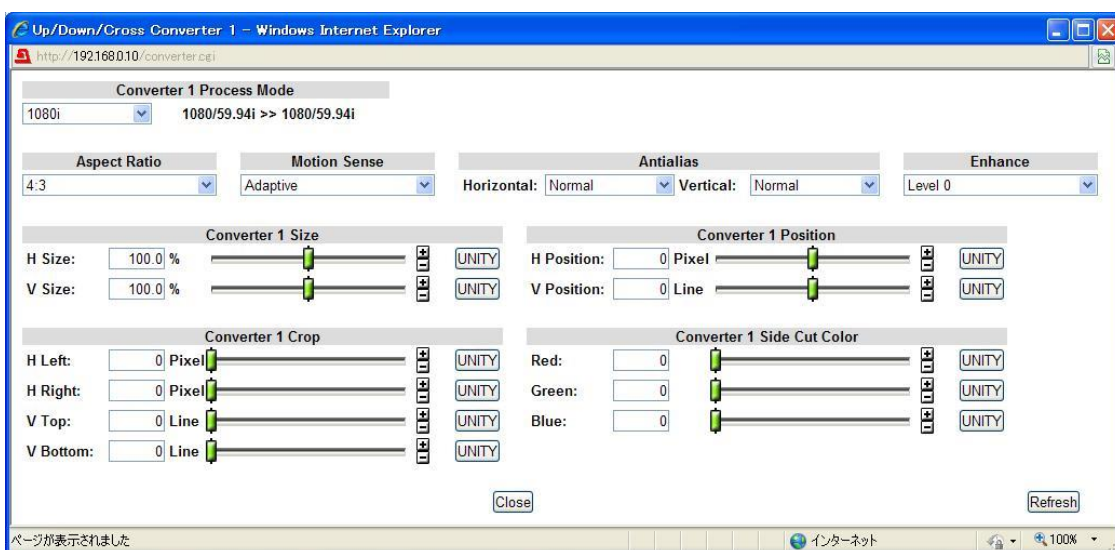 Up/Down/Cross Converter 1 - Windows Internet Explorer
http://192.168.0.10/converter.cgi
Converter 1 Process Mode
1080i 1080/59.94i >> 1080/59.94i
Aspect Ratio Motion Sense Antialias Enhance
4:3 Adaptive Horizontal: Normal Vertical: Normal Level 0
Converter 1 Size Converter 1 Position
H Size: 100.0 % UNITY H Position: 0 Pixel UNITY
V Size: 100.0 % UNITY V Position: 0 Line UNITY
Converter 1 Crop Converter 1 Side Cut Color
H Left: 0 Pixel UNITY Red: 0 UNITY
H Right: 0 Pixel UNITY Green: 0 UNITY
V Top: 0 Line UNITY Blue: 0 UNITY
V Bottom: 0 Line UNITY
Close Refresh
ページが表示されました インターネット 100%